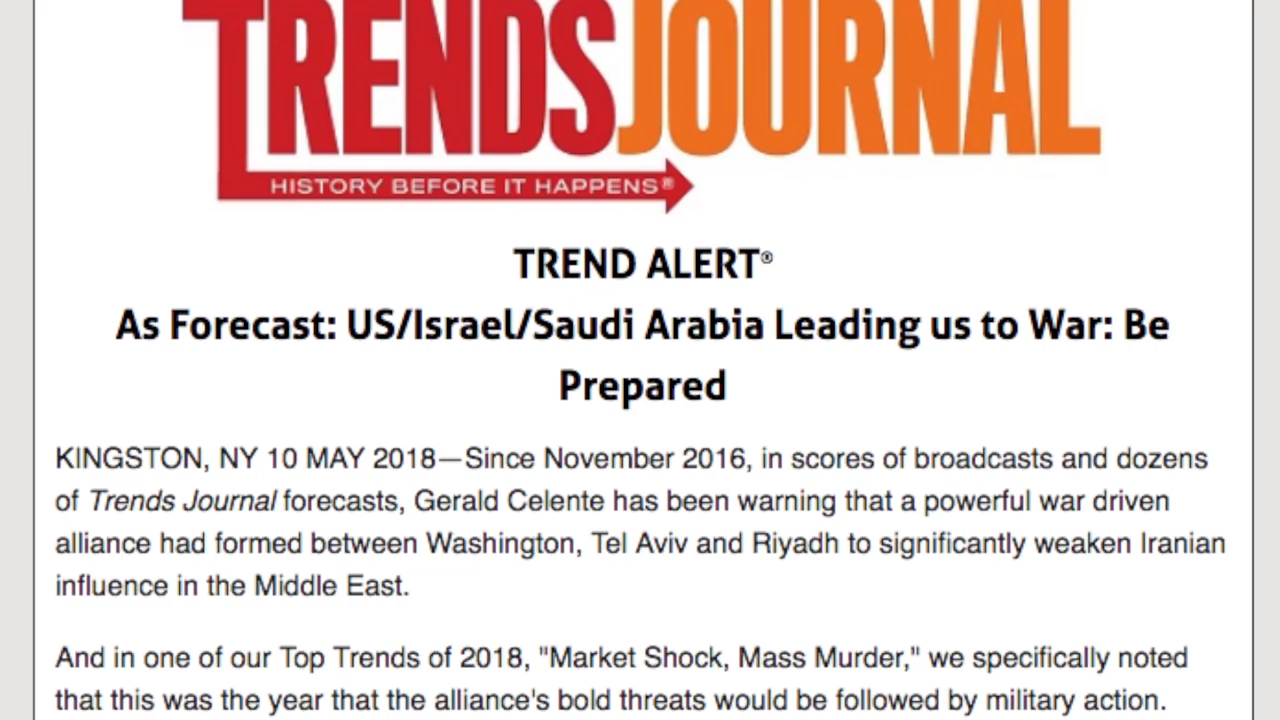 TRENDSJOURNAL
HISTORY BEFORE IT HAPPENS®
TREND ALERT®
As Forecast: US/Israel/Saudi Arabia Leading us to War: Be
Prepared
KINGSTON, NY 10 MAY 2018—Since November 2016, in scores of broadcasts and dozens
of Trends Journal forecasts, Gerald Celente has been warning that a powerful war driven
alliance had formed between Washington, Tel Aviv and Riyadh to significantly weaken Iranian
influence in the Middle East.
And in one of our Top Trends of 2018, "Market Shock, Mass Murder," we specifically noted
that this was the year that the alliance's bold threats would be followed by military action.